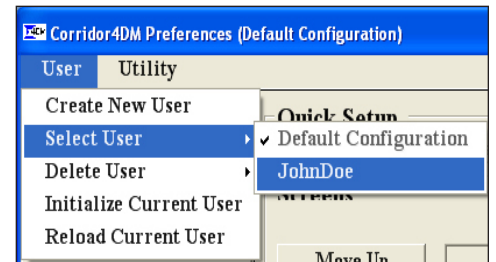 Corridor4DM Preferences (Default Configuration)
User Utility
Create New User
Quick Setup
Select User
Default Configuration
Delete User
JohnDoe
Screens
Initialize Current User
Reload Current User
Move Up